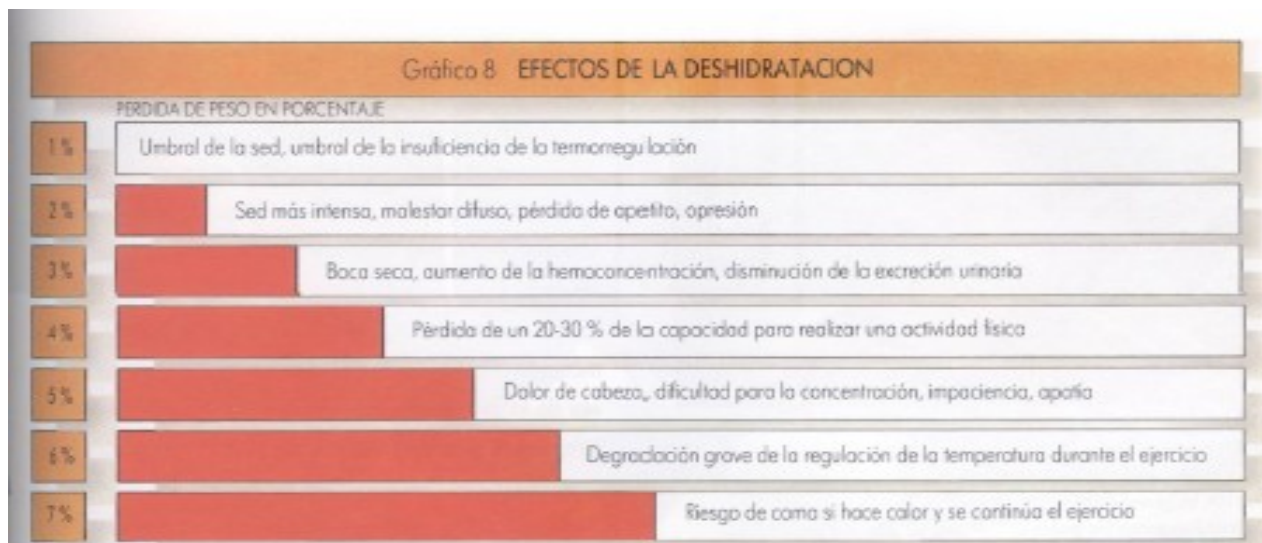 Gráfico 8 EFECTOS DE LA DESHIDRATACION
PERDIDA DE PESO EN PORCENTAJE
1% Umbral de la sed, umbral de la insuficiencia de la termorregulación
2% Sed más intensa, malestar difuso, pérdida de apetito, opresión
3% Boca seca, aumento de la hemoconcentración, disminución de la excreción urinaria
4% Pérdida de un 20-30 % de la capacidad para realizar una actividad física
5% Dolor de cabeza,, dificultad para la concentración, impaciencia, apatía
6% Degradación grave de la regulación de la temperatura durante el ejercicio
7% Riesgo de coma si hace calor y se continúa el ejercicio